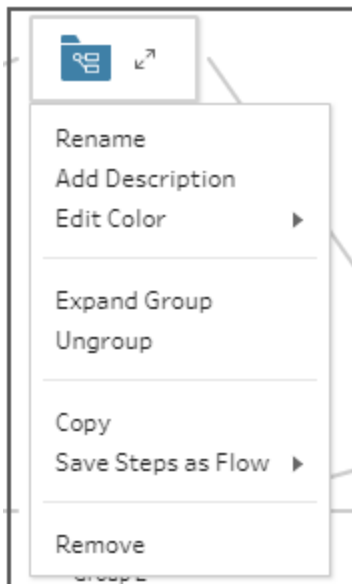 Rename
Add Description
Edit Color
Expand Group
Ungroup
Copy
Save Steps as Flow
Remove